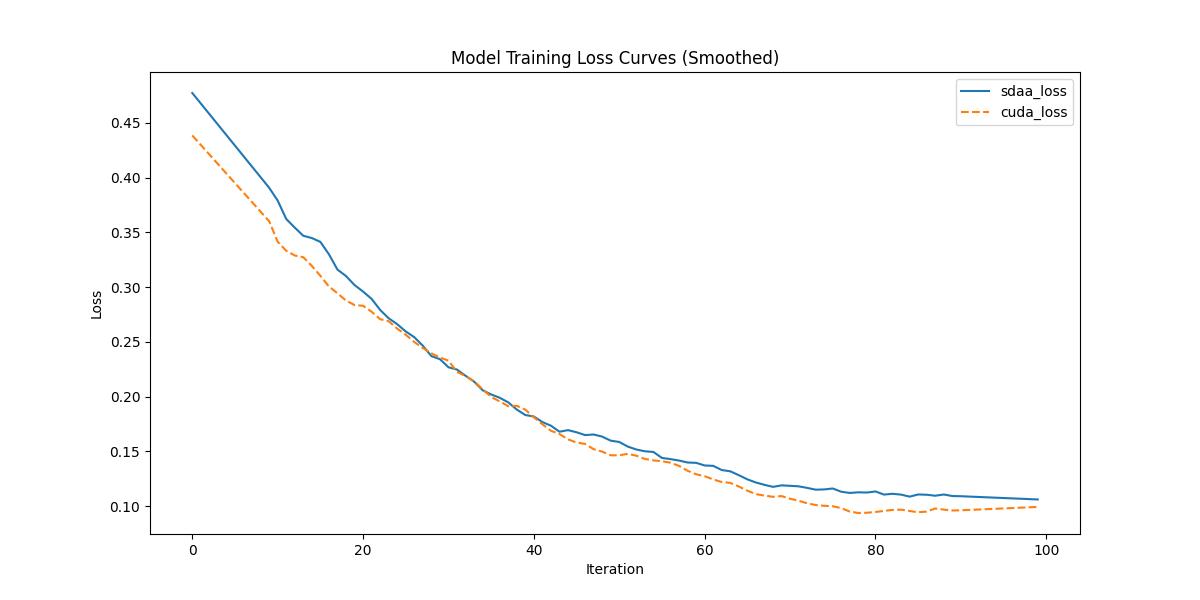 Model Training Loss Curves (Smoothed)
sdaa_loss
cuda_loss
Loss
0.45
0.40
0.35
0.30
0.25
0.20
0.15
0.10
0 20 40 60 80 100
Iteration